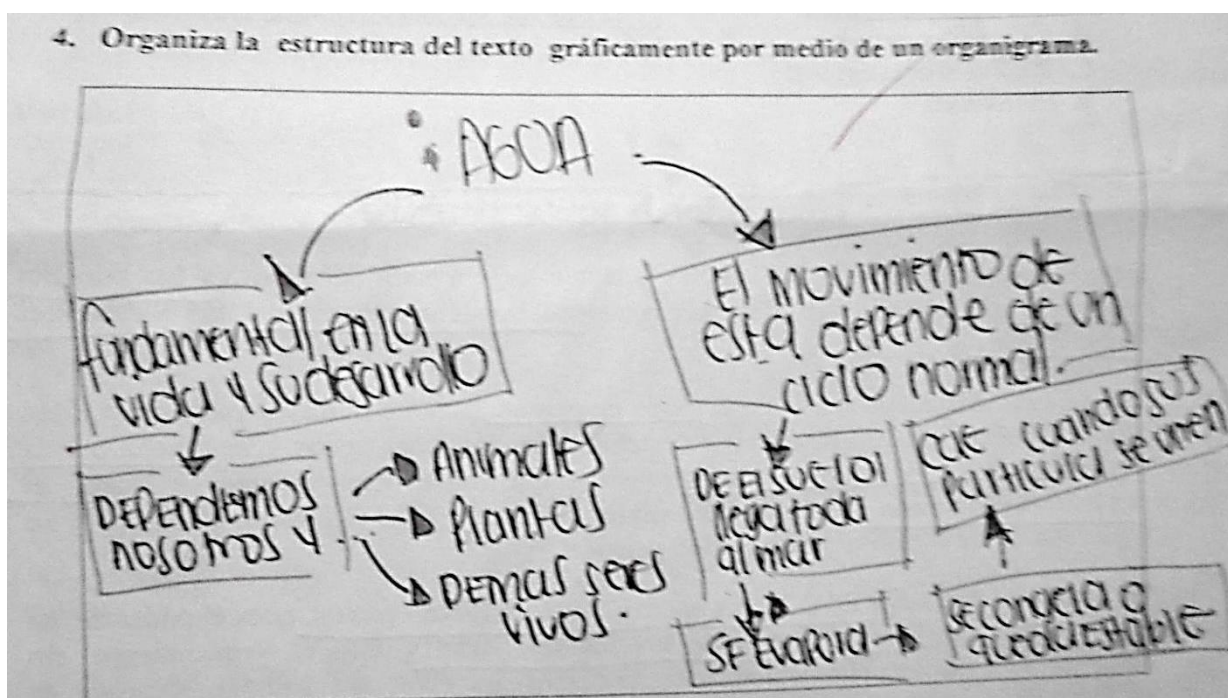 4. Organiza la estructura del texto gráficamente por medio de un organigrama.
AGUA
fundamental en la
vida y su desarrollo
DEPENDEMOS
nosotros y
Animales
Plantas
DEMAS seres
vivos.
El movimiento de
esta depende de un
ciclo normal.
DE El suelo
llega toda
al mar
SE Evapora
se congela o
queda estable
cae cuando sus
particula se unen